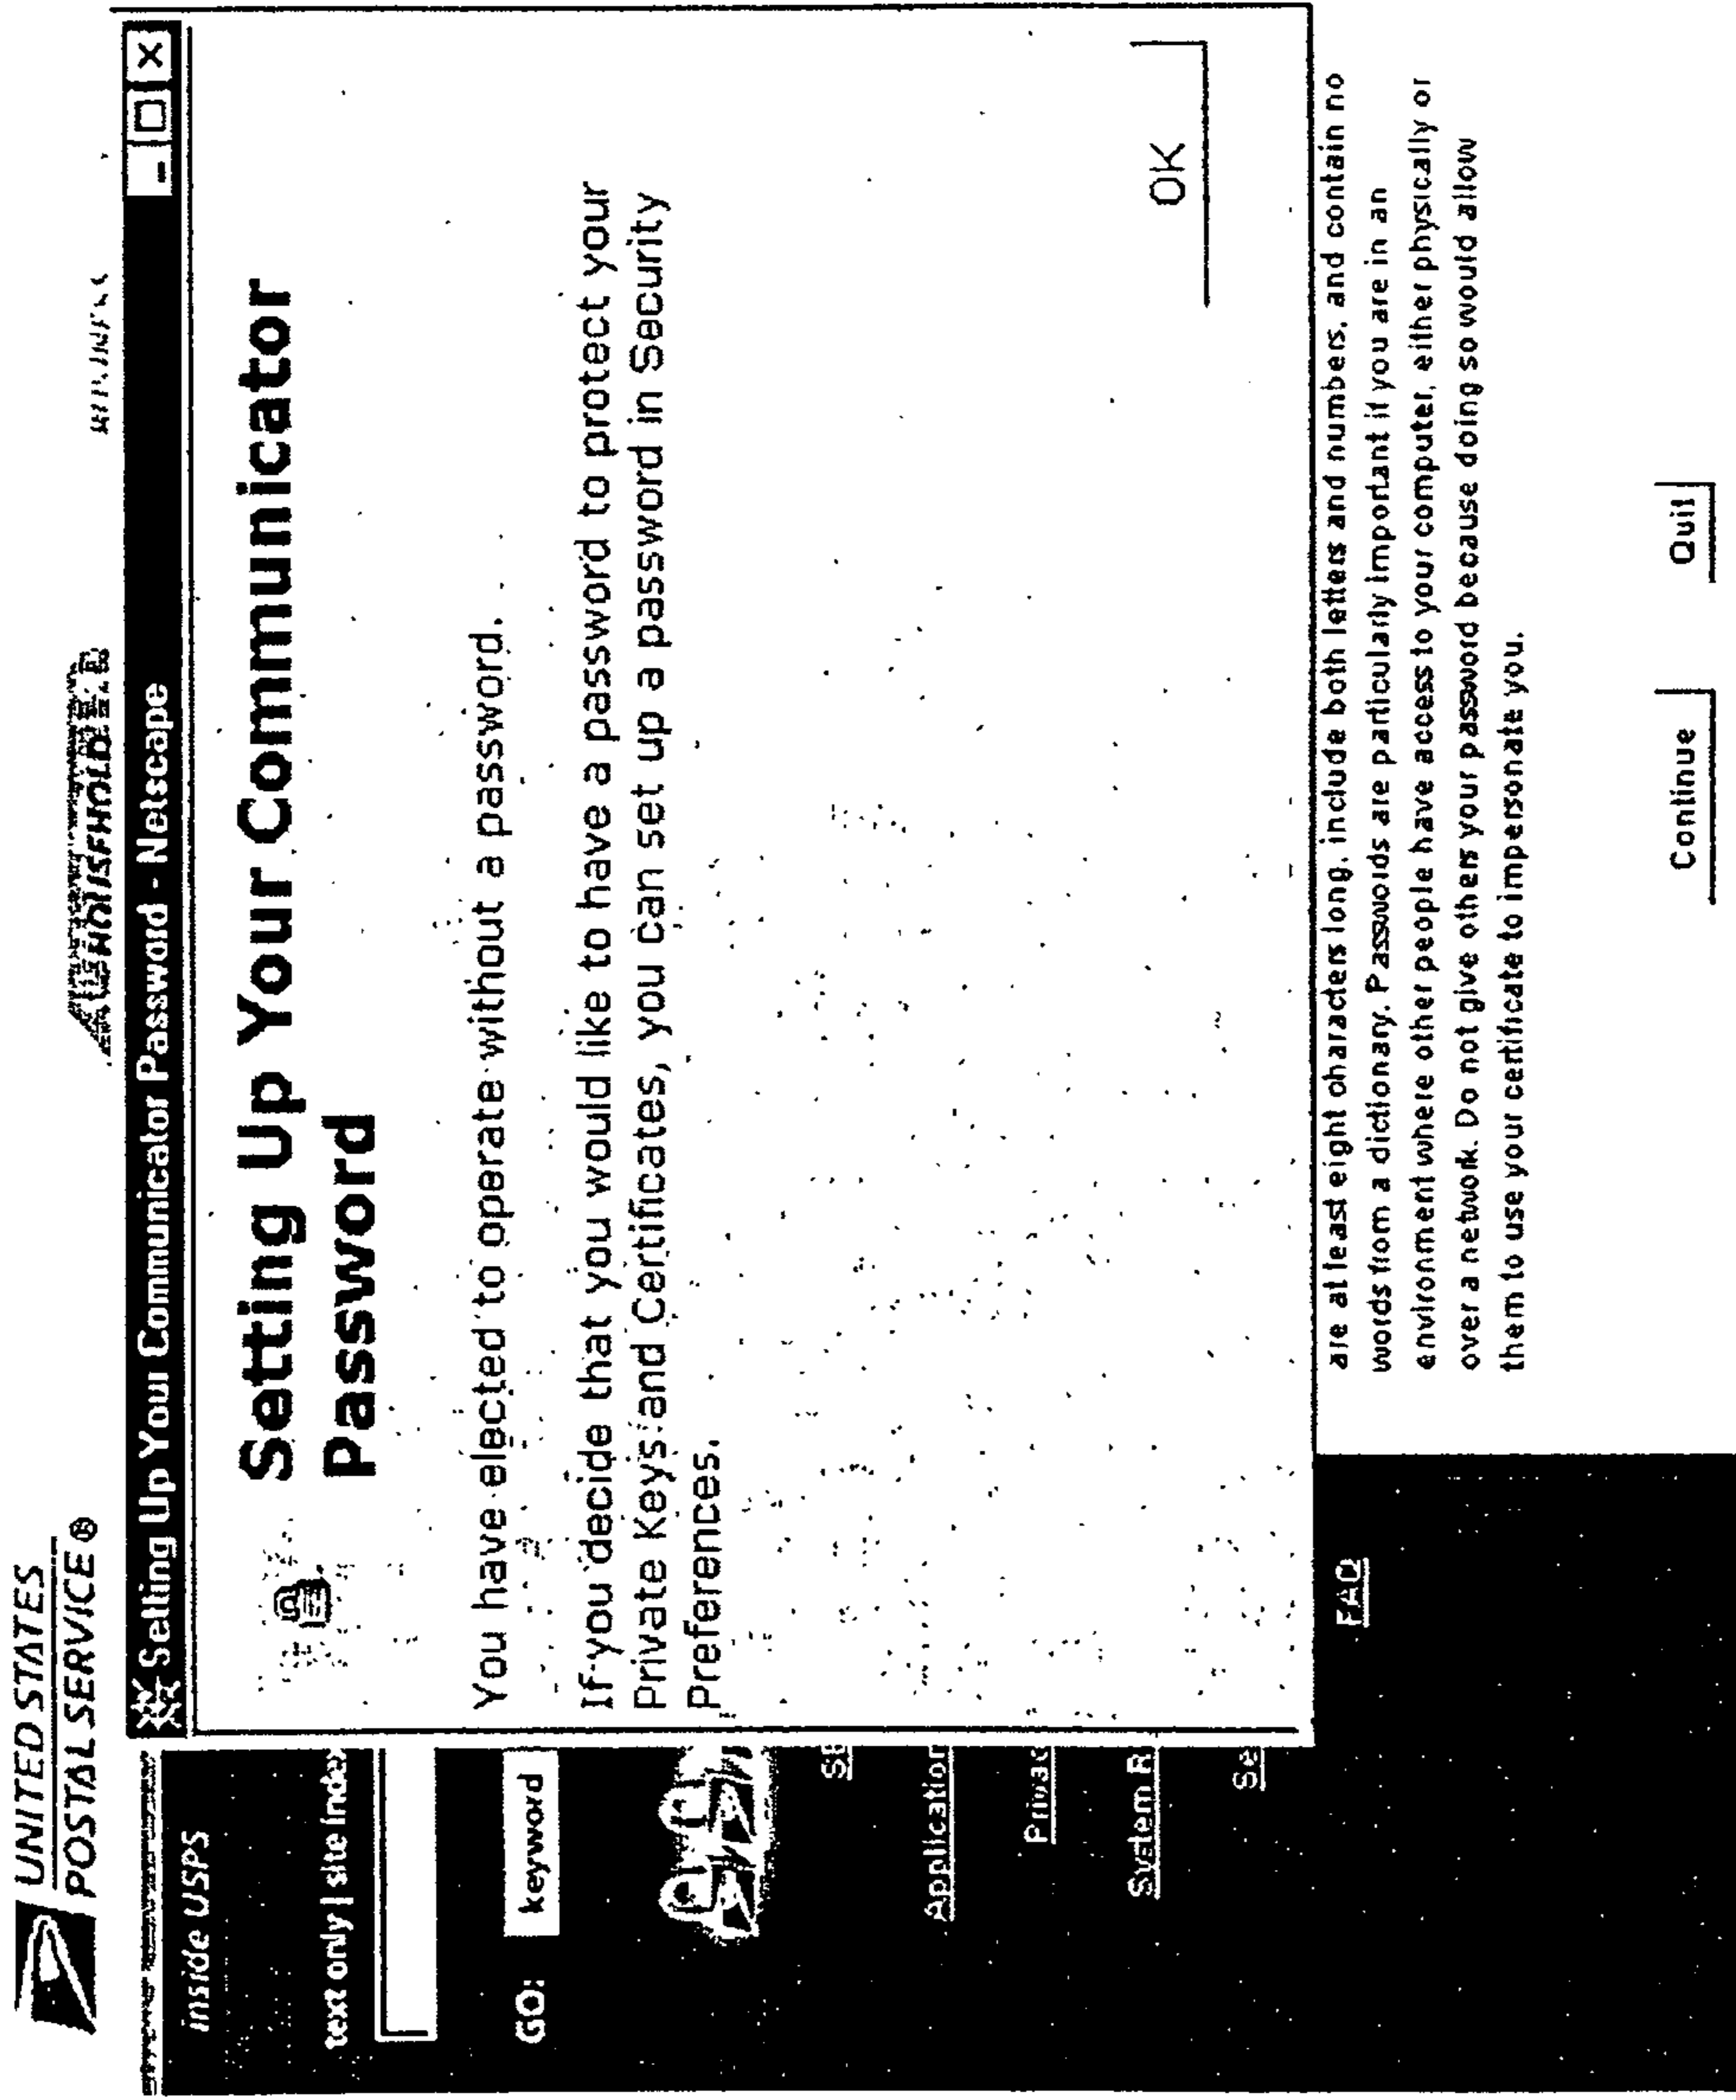 UNITED STATES
POSTAL SERVICE®
HOUSEHOLD
Setting Up Your Communicator Password - Netscape
inside USPS
text only | site index
GO: keyword
Application
Privac
System R
Se
FAQ
Setting Up Your Communicator
Password
You have elected to operate without a password.
If you decide that you would like to have a password to protect your
Private Keys and Certificates, you can set up a password in Security
Preferences.
OK
are at least eight characters long, include both letters and numbers, and contain no
words from a dictionary. Passwords are particularly important if you are in an
environment where other people have access to your computer, either physically or
over a network. Do not give others your password because doing so would allow
them to use your certificate to impersonate you.
Continue
Quit